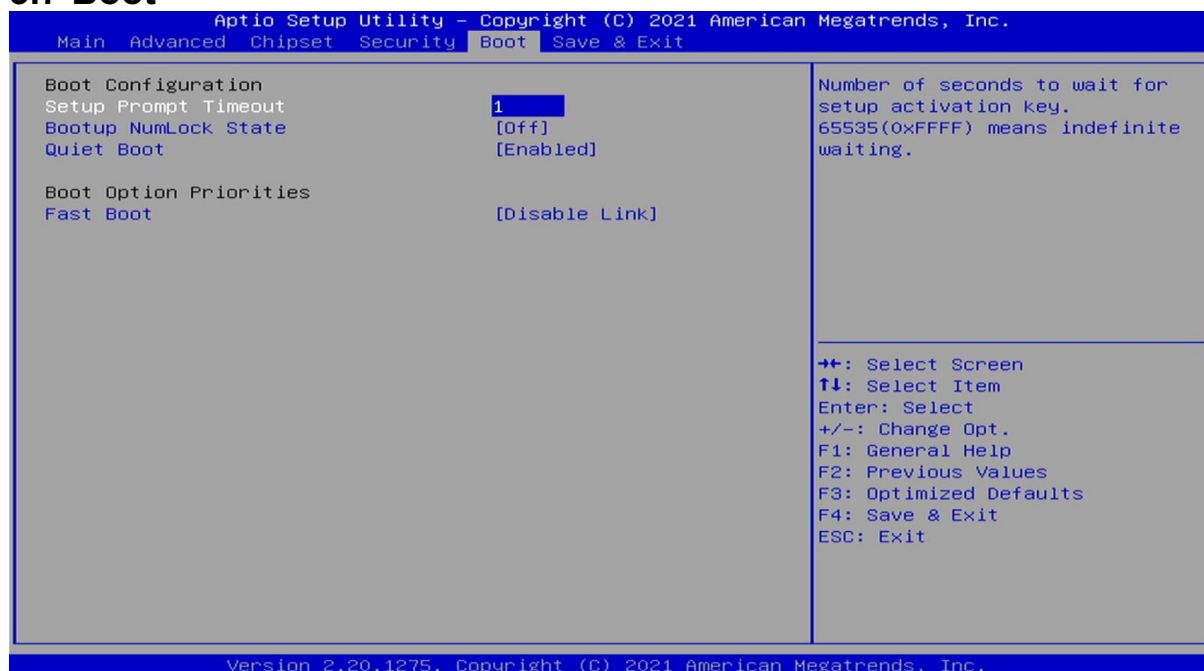 Boot
Aptio Setup Utility – Copyright (C) 2021 American Megatrends, Inc.
Main Advanced Chipset Security Boot Save & Exit
Boot Configuration
Setup Prompt Timeout 1
Bootup NumLock State [Off]
Quiet Boot [Enabled]
Boot Option Priorities
Fast Boot [Disable Link]
Number of seconds to wait for
setup activation key.
65535(0xFFFF) means indefinite
waiting.
→←: Select Screen
↑↓: Select Item
Enter: Select
+/-: Change Opt.
F1: General Help
F2: Previous Values
F3: Optimized Defaults
F4: Save & Exit
ESC: Exit
Version 2.20.1275. Copyright (C) 2021 American Megatrends, Inc.